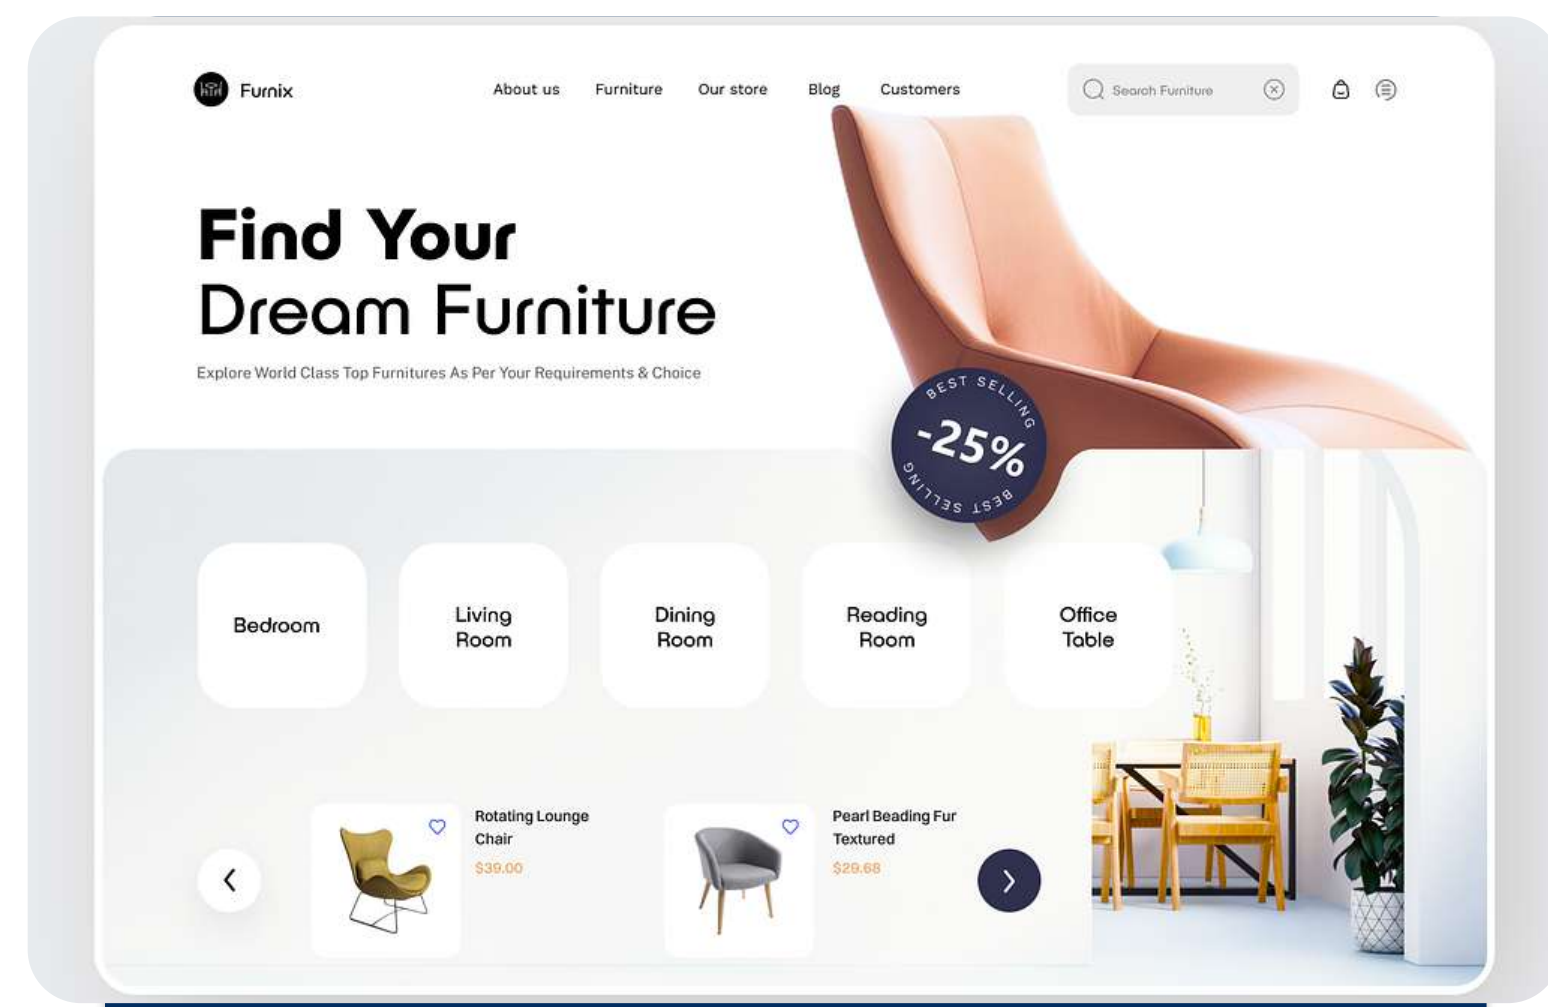 Furnix
About us
Furniture
Our store
Blog
Customers
Search Furniture
Find Your
Dream Furniture
Explore World Class Top Furnitures As Per Your Requirements & Choice
BEST SELLING
-25%
BEST SELLING
Bedroom
Living
Room
Dining
Room
Reading
Room
Office
Table
Rotating Lounge
Chair
$39.00
Pearl Beading Fur
Textured
$29.68